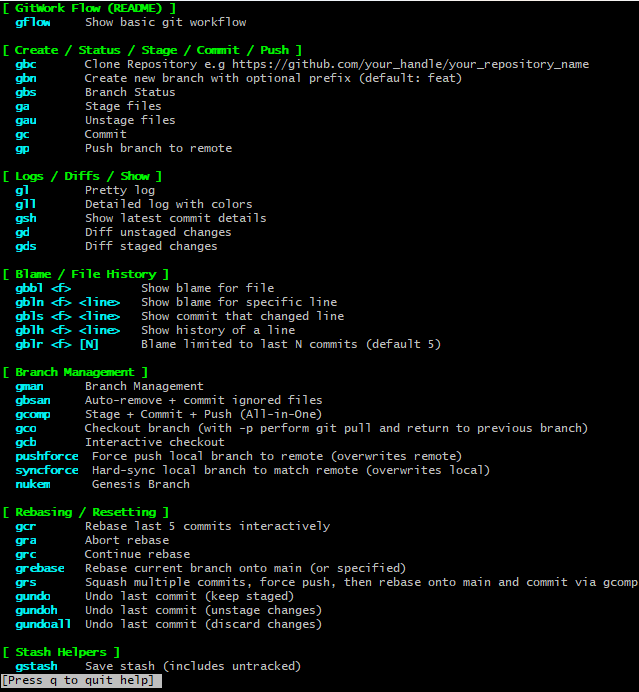 [ GitWork Flow (README) ]
gflow Show basic git workflow
[ Create / Status / Stage / Commit / Push ]
gbc Clone Repository e.g https://github.com/your_handle/your_repository_name
gbn Create new branch with optional prefix (default: feat)
gbs Branch Status
ga Stage files
gau Unstage files
gc Commit
gp Push branch to remote
[ Logs / Diffs / Show ]
gl Pretty log
gll Detailed log with colors
gsh Show latest commit details
gd Diff unstaged changes
gds Diff staged changes
[ Blame / File History ]
gbbl <f> Show blame for file
gbln <f> <line> Show blame for specific line
gbls <f> <line> Show commit that changed line
gblh <f> <line> Show history of a line
gblr <f> [N] Blame limited to last N commits (default 5)
[ Branch Management ]
gman Branch Management
gbsan Auto-remove + commit ignored files
gcomp Stage + Commit + Push (All-in-One)
gco Checkout branch (with -p perform git pull and return to previous branch)
gcb Interactive checkout
pushforce Force push local branch to remote (overwrites remote)
syncforce Hard-sync local branch to match remote (overwrites local)
nukem Genesis Branch
[ Rebasing / Resetting ]
gcr Rebase last 5 commits interactively
gra Abort rebase
grc Continue rebase
grebase Rebase current branch onto main (or specified)
grs Squash multiple commits, force push, then rebase onto main and commit via gcomp
gundo Undo last commit (keep staged)
gundoh Undo last commit (unstage changes)
gundoall Undo last commit (discard changes)
[ Stash Helpers ]
gstash Save stash (includes untracked)
[Press q to quit help]